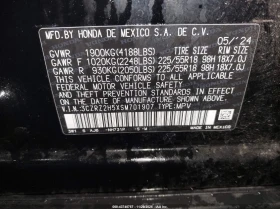 MFD. BY HONDA DE MEXICO S.A. DE C.V.
05/'24
GVWR 1900KG(4188LBS) TIRE SIZE RIM SIZE
GAWR F 1020KG(2248LBS) 225/55R18 98H 18X7.0J
GAWR R 930KG(2050LBS) 225/55R18 98H 18X7.0J
THIS VEHICLE CONFORMS TO ALL APPLICABLE
FEDERAL MOTOR VEHICLE SAFETY AND
THEFT PREVENTION STANDARDS IN EFFECT ON
THE DATE OF MANUFACTURE SHOWN ABOVE.
V.I.N.:3CZRZ2H5XSM701907 TYPE:MPV